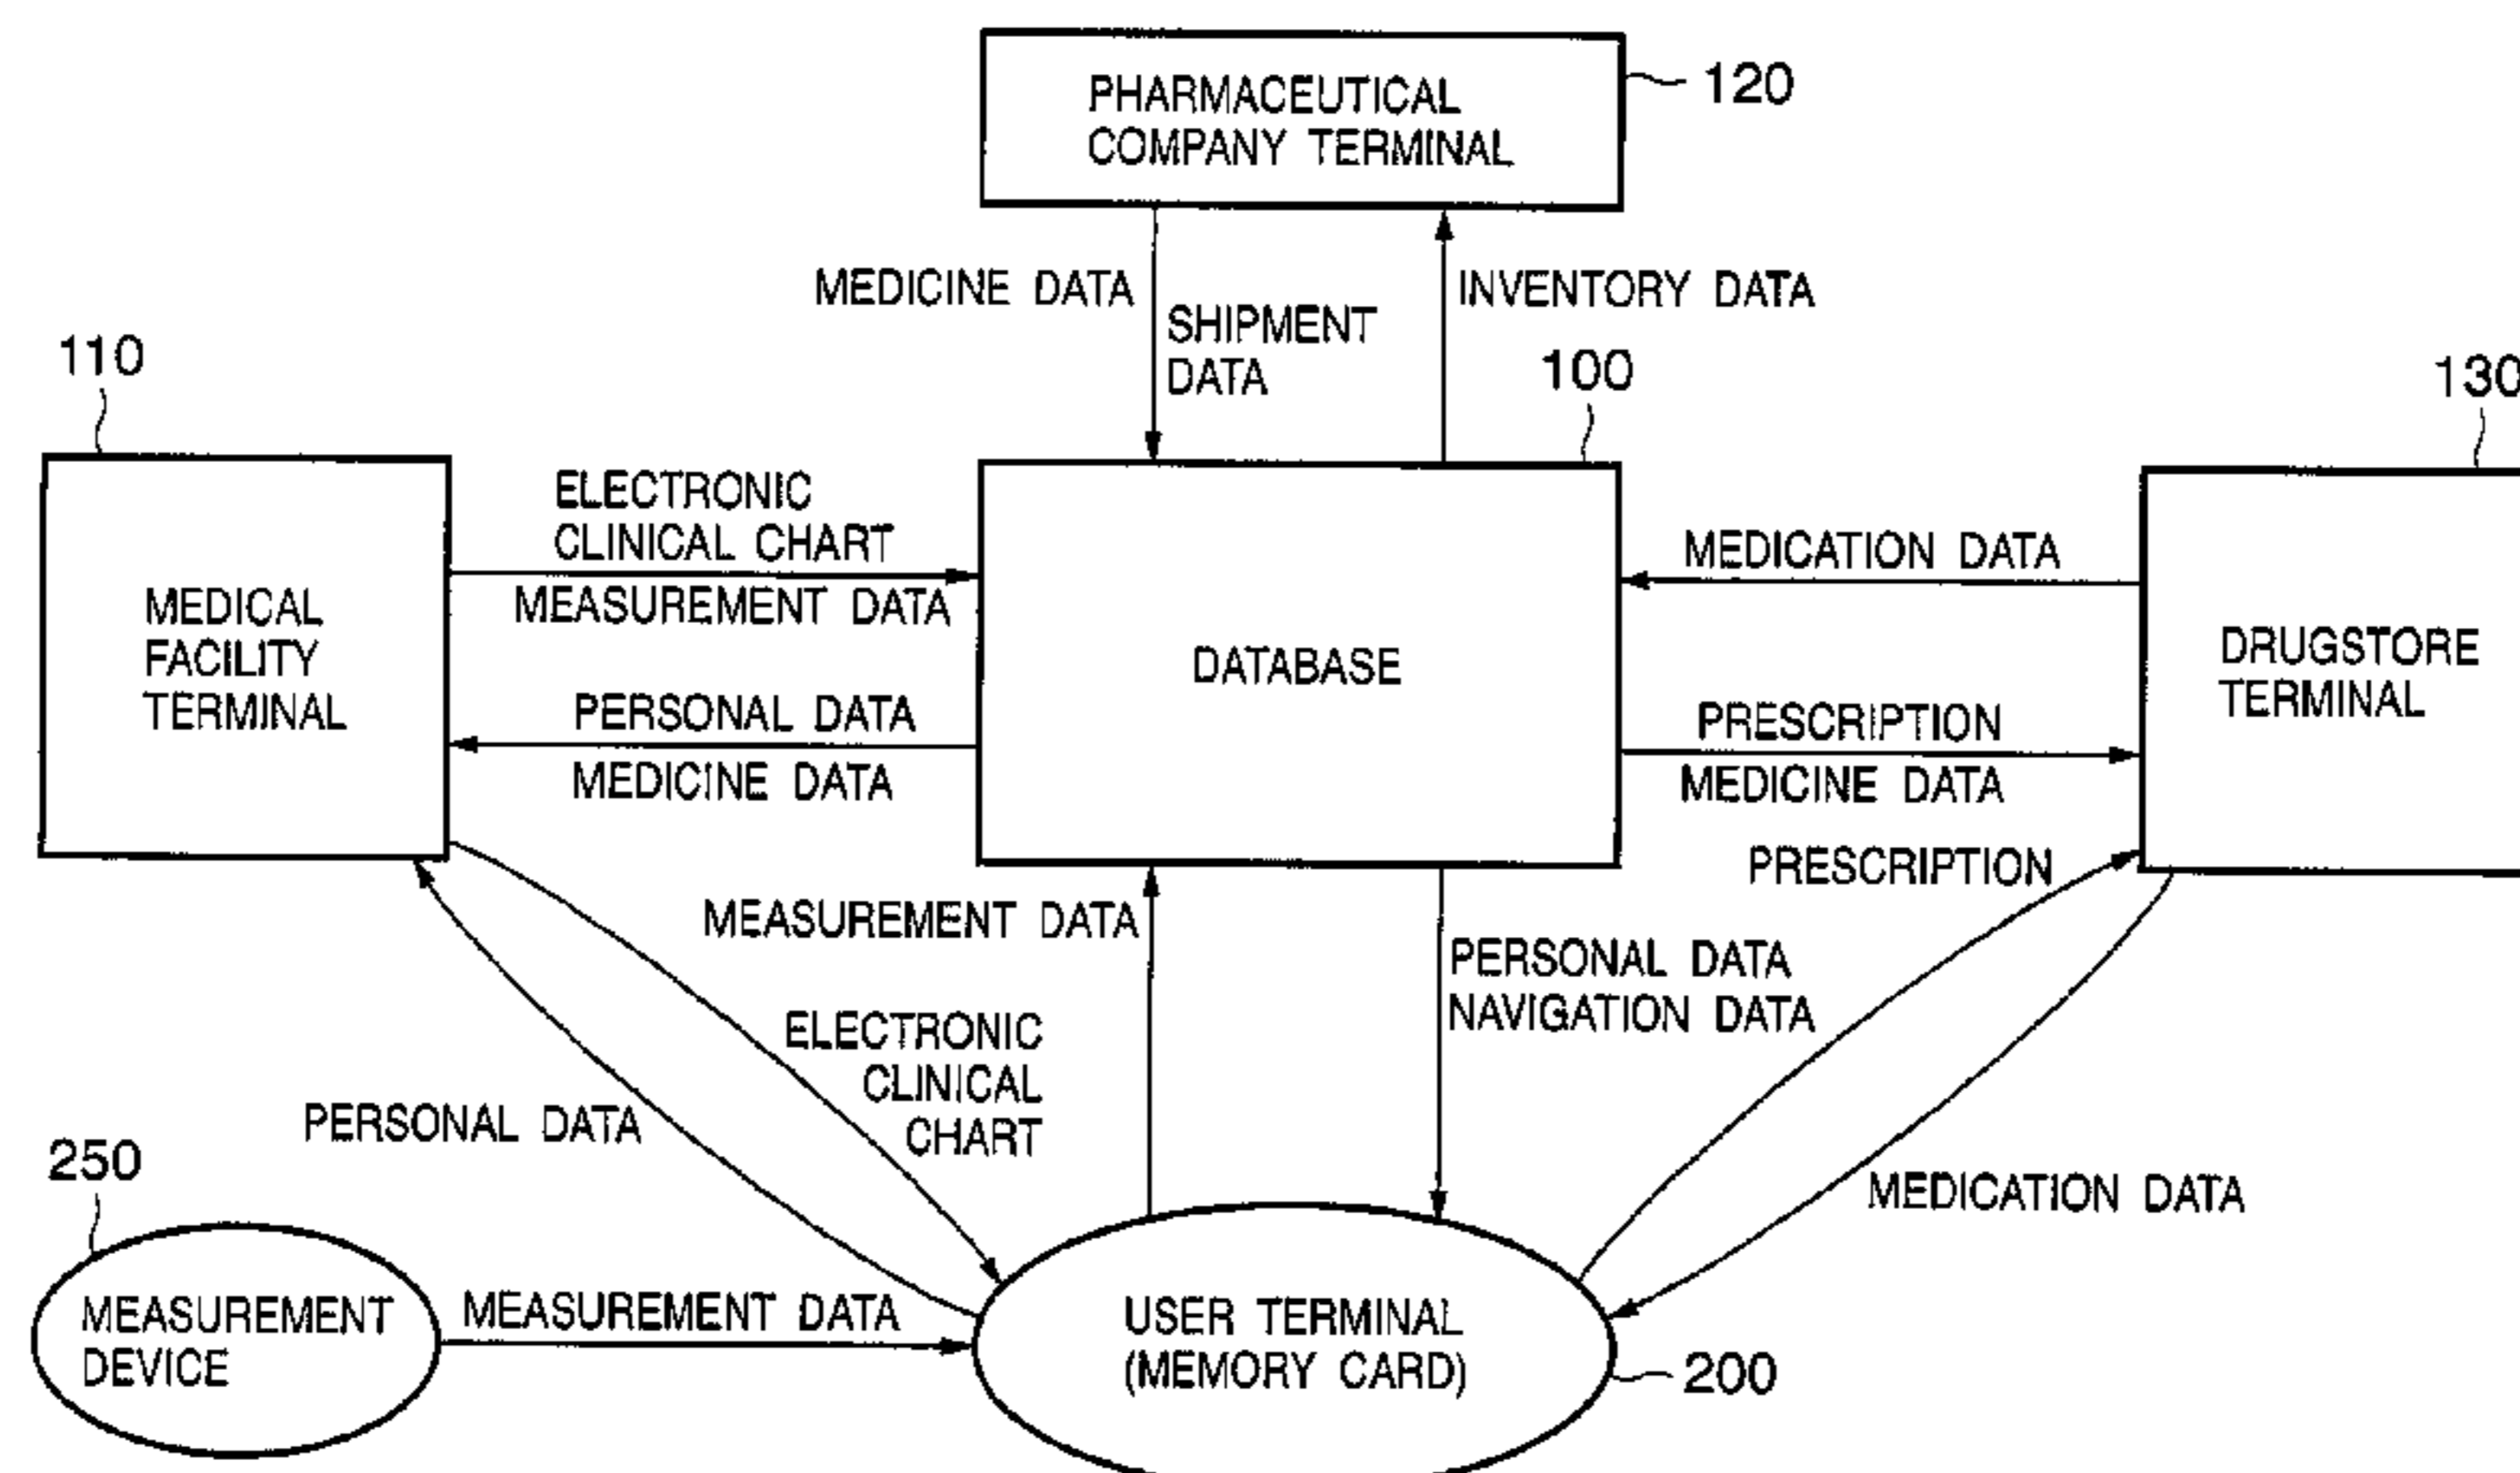 PHARMACEUTICAL
COMPANY TERMINAL
120
MEDICINE DATA
SHIPMENT
DATA
INVENTORY DATA
110
100
130
MEDICAL
FACILITY
TERMINAL
ELECTRONIC
CLINICAL CHART
MEASUREMENT DATA
PERSONAL DATA
MEDICINE DATA
DATABASE
MEDICATION DATA
PRESCRIPTION
MEDICINE DATA
DRUGSTORE
TERMINAL
PRESCRIPTION
MEASUREMENT DATA
PERSONAL DATA
NAVIGATION DATA
ELECTRONIC
CLINICAL
CHART
PERSONAL DATA
MEDICATION DATA
250
MEASUREMENT
DEVICE
MEASUREMENT DATA
USER TERMINAL
(MEMORY CARD)
200